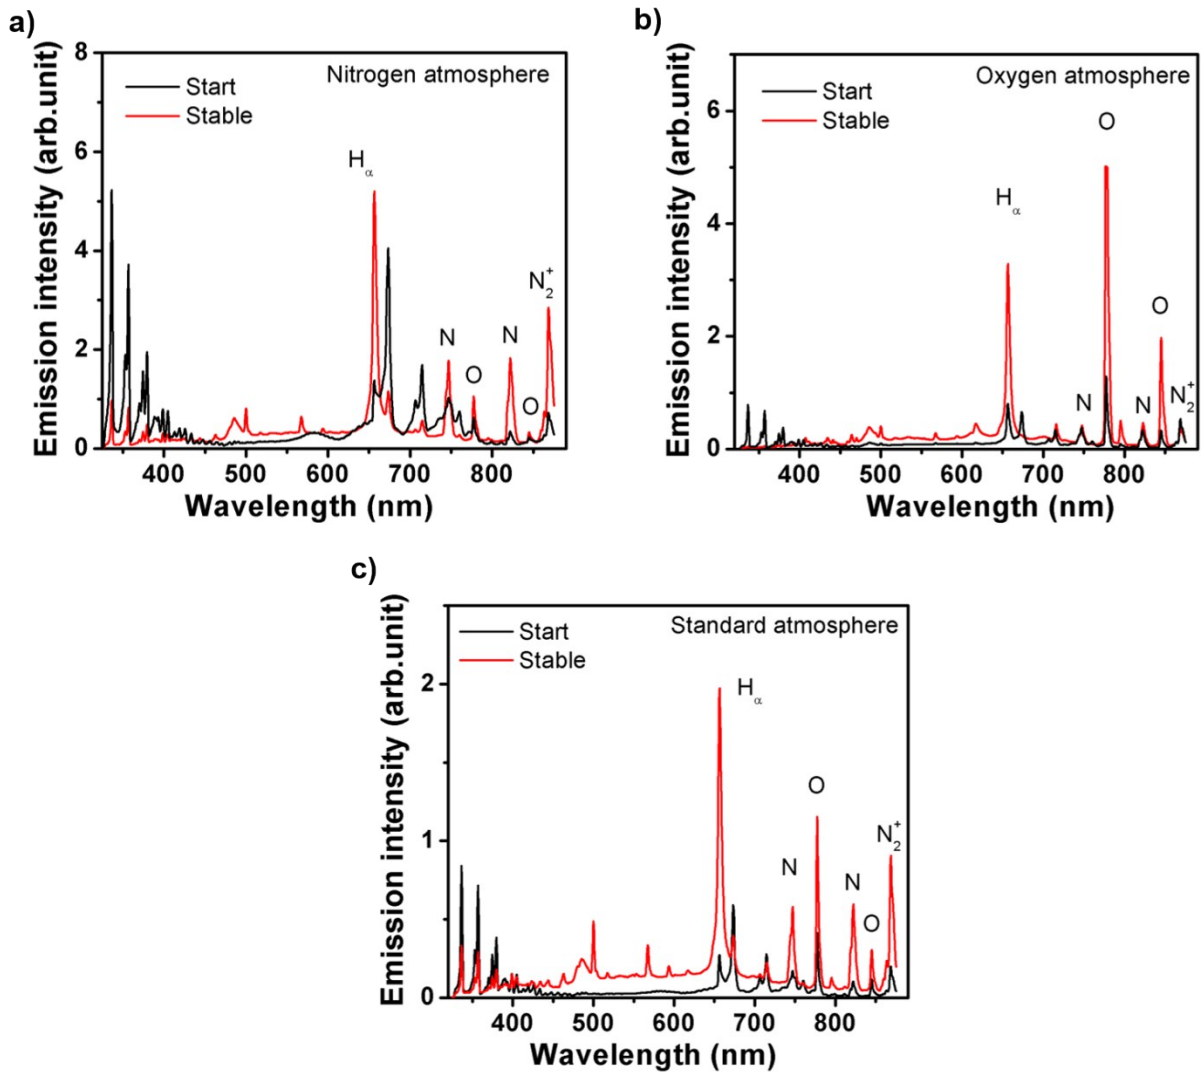 a)
Nitrogen atmosphere
Start
Stable
Hα
N
O
N
O
N2+
8
6
4
2
0
400 500 600 700 800
Wavelength (nm)
Emission intensity (arb.unit)
b)
Oxygen atmosphere
Start
Stable
Hα
N
O
N
O
N2+
6
4
2
0
400 500 600 700 800
Wavelength (nm)
Emission intensity (arb.unit)
c)
Standard atmosphere
Start
Stable
Hα
N
O
N
O
N2+
2
1
0
400 500 600 700 800
Wavelength (nm)
Emission intensity (arb.unit)